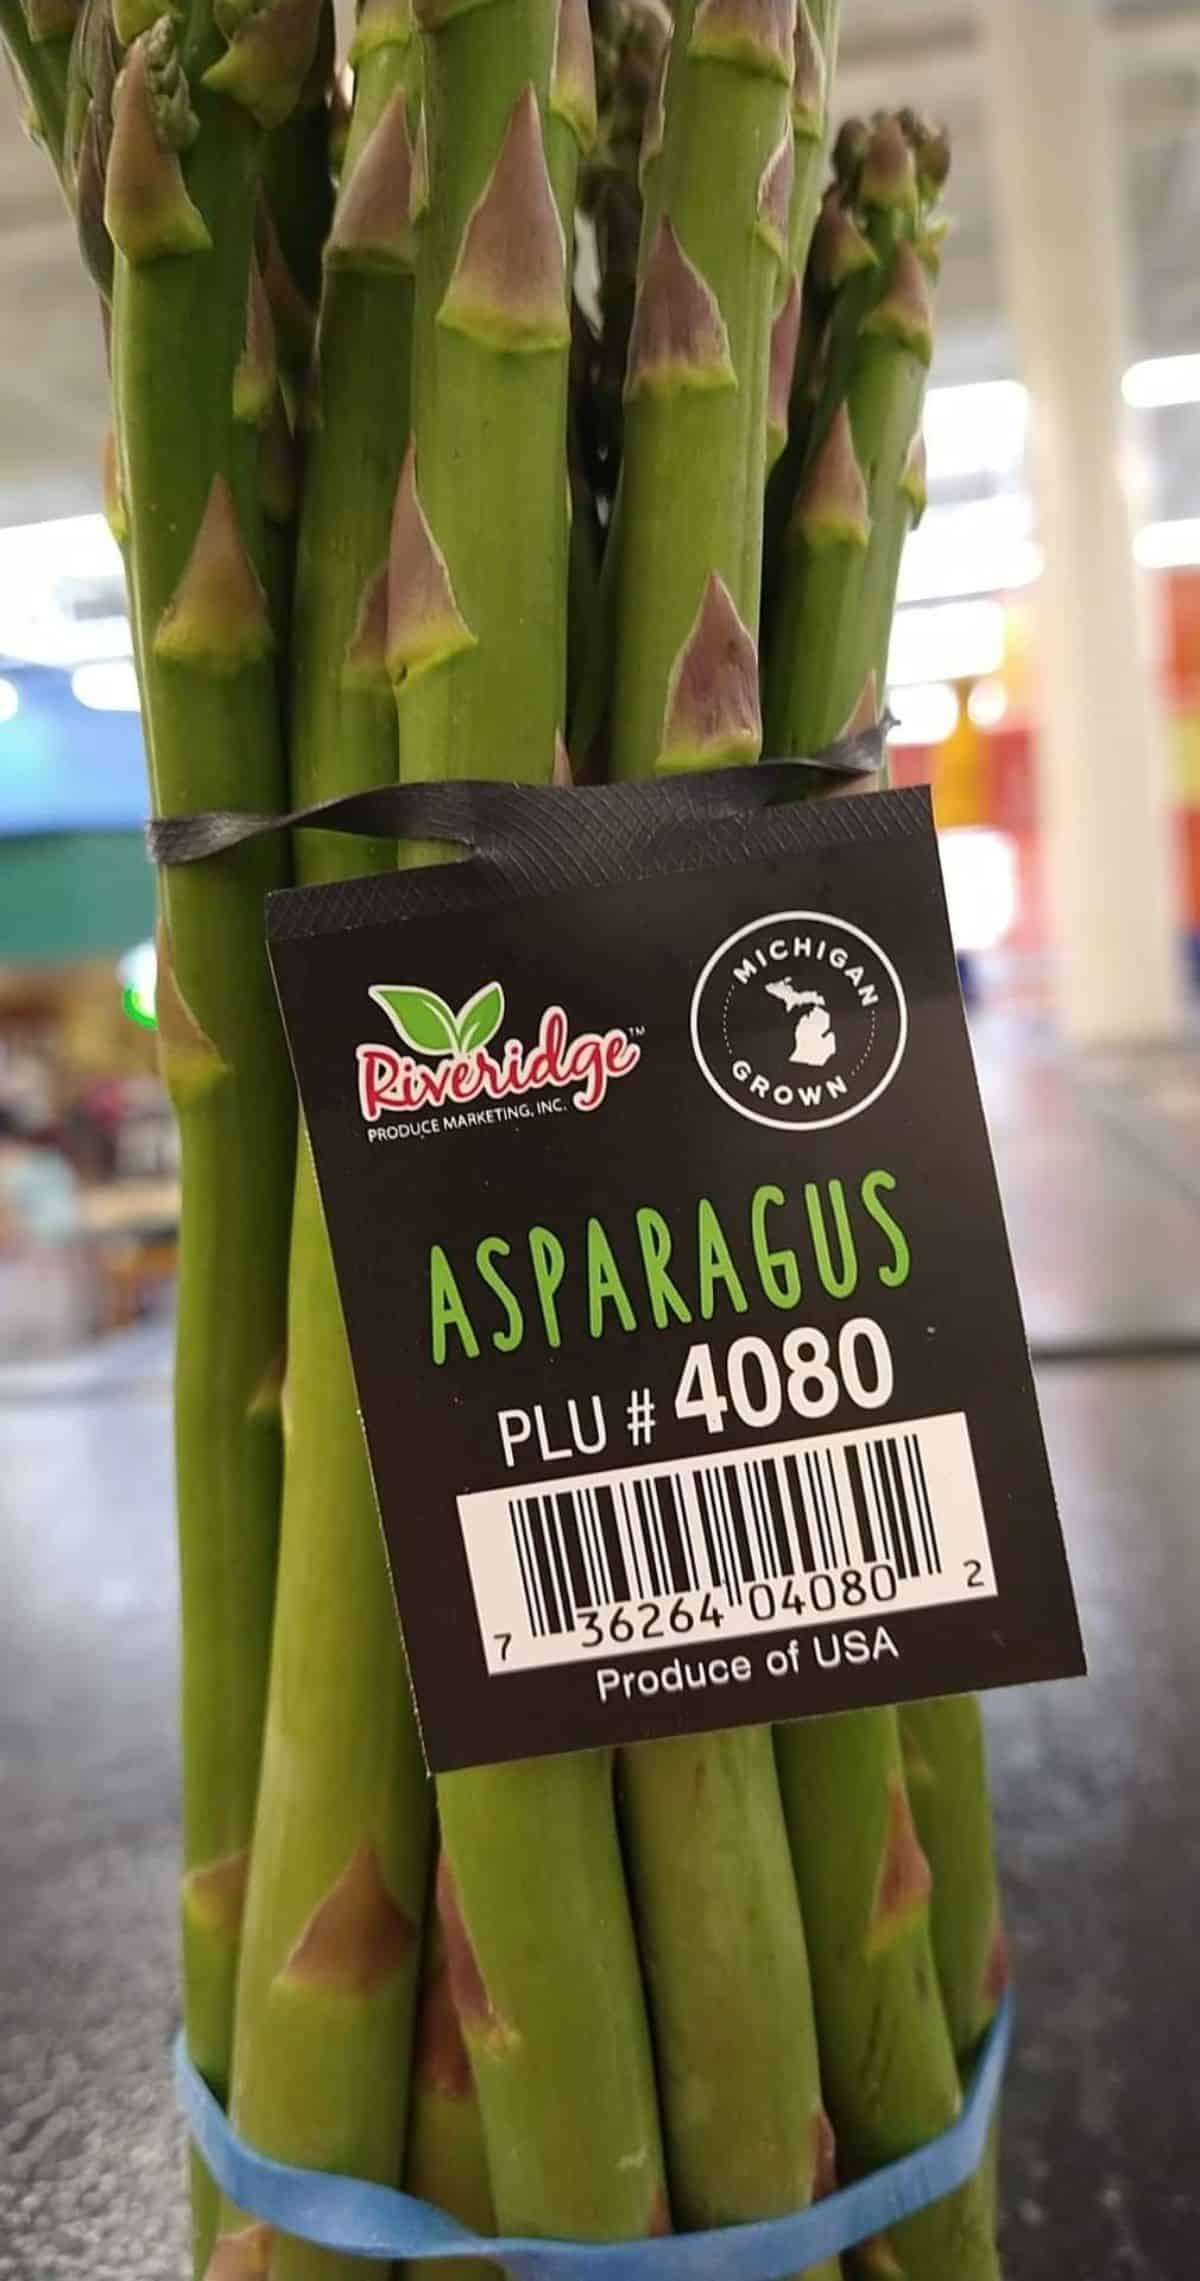 Riveridge™
PRODUCE MARKETING, INC.
MICHIGAN
GROWN
ASPARAGUS
PLU # 4080
7 36264 04080 2
Produce of USA